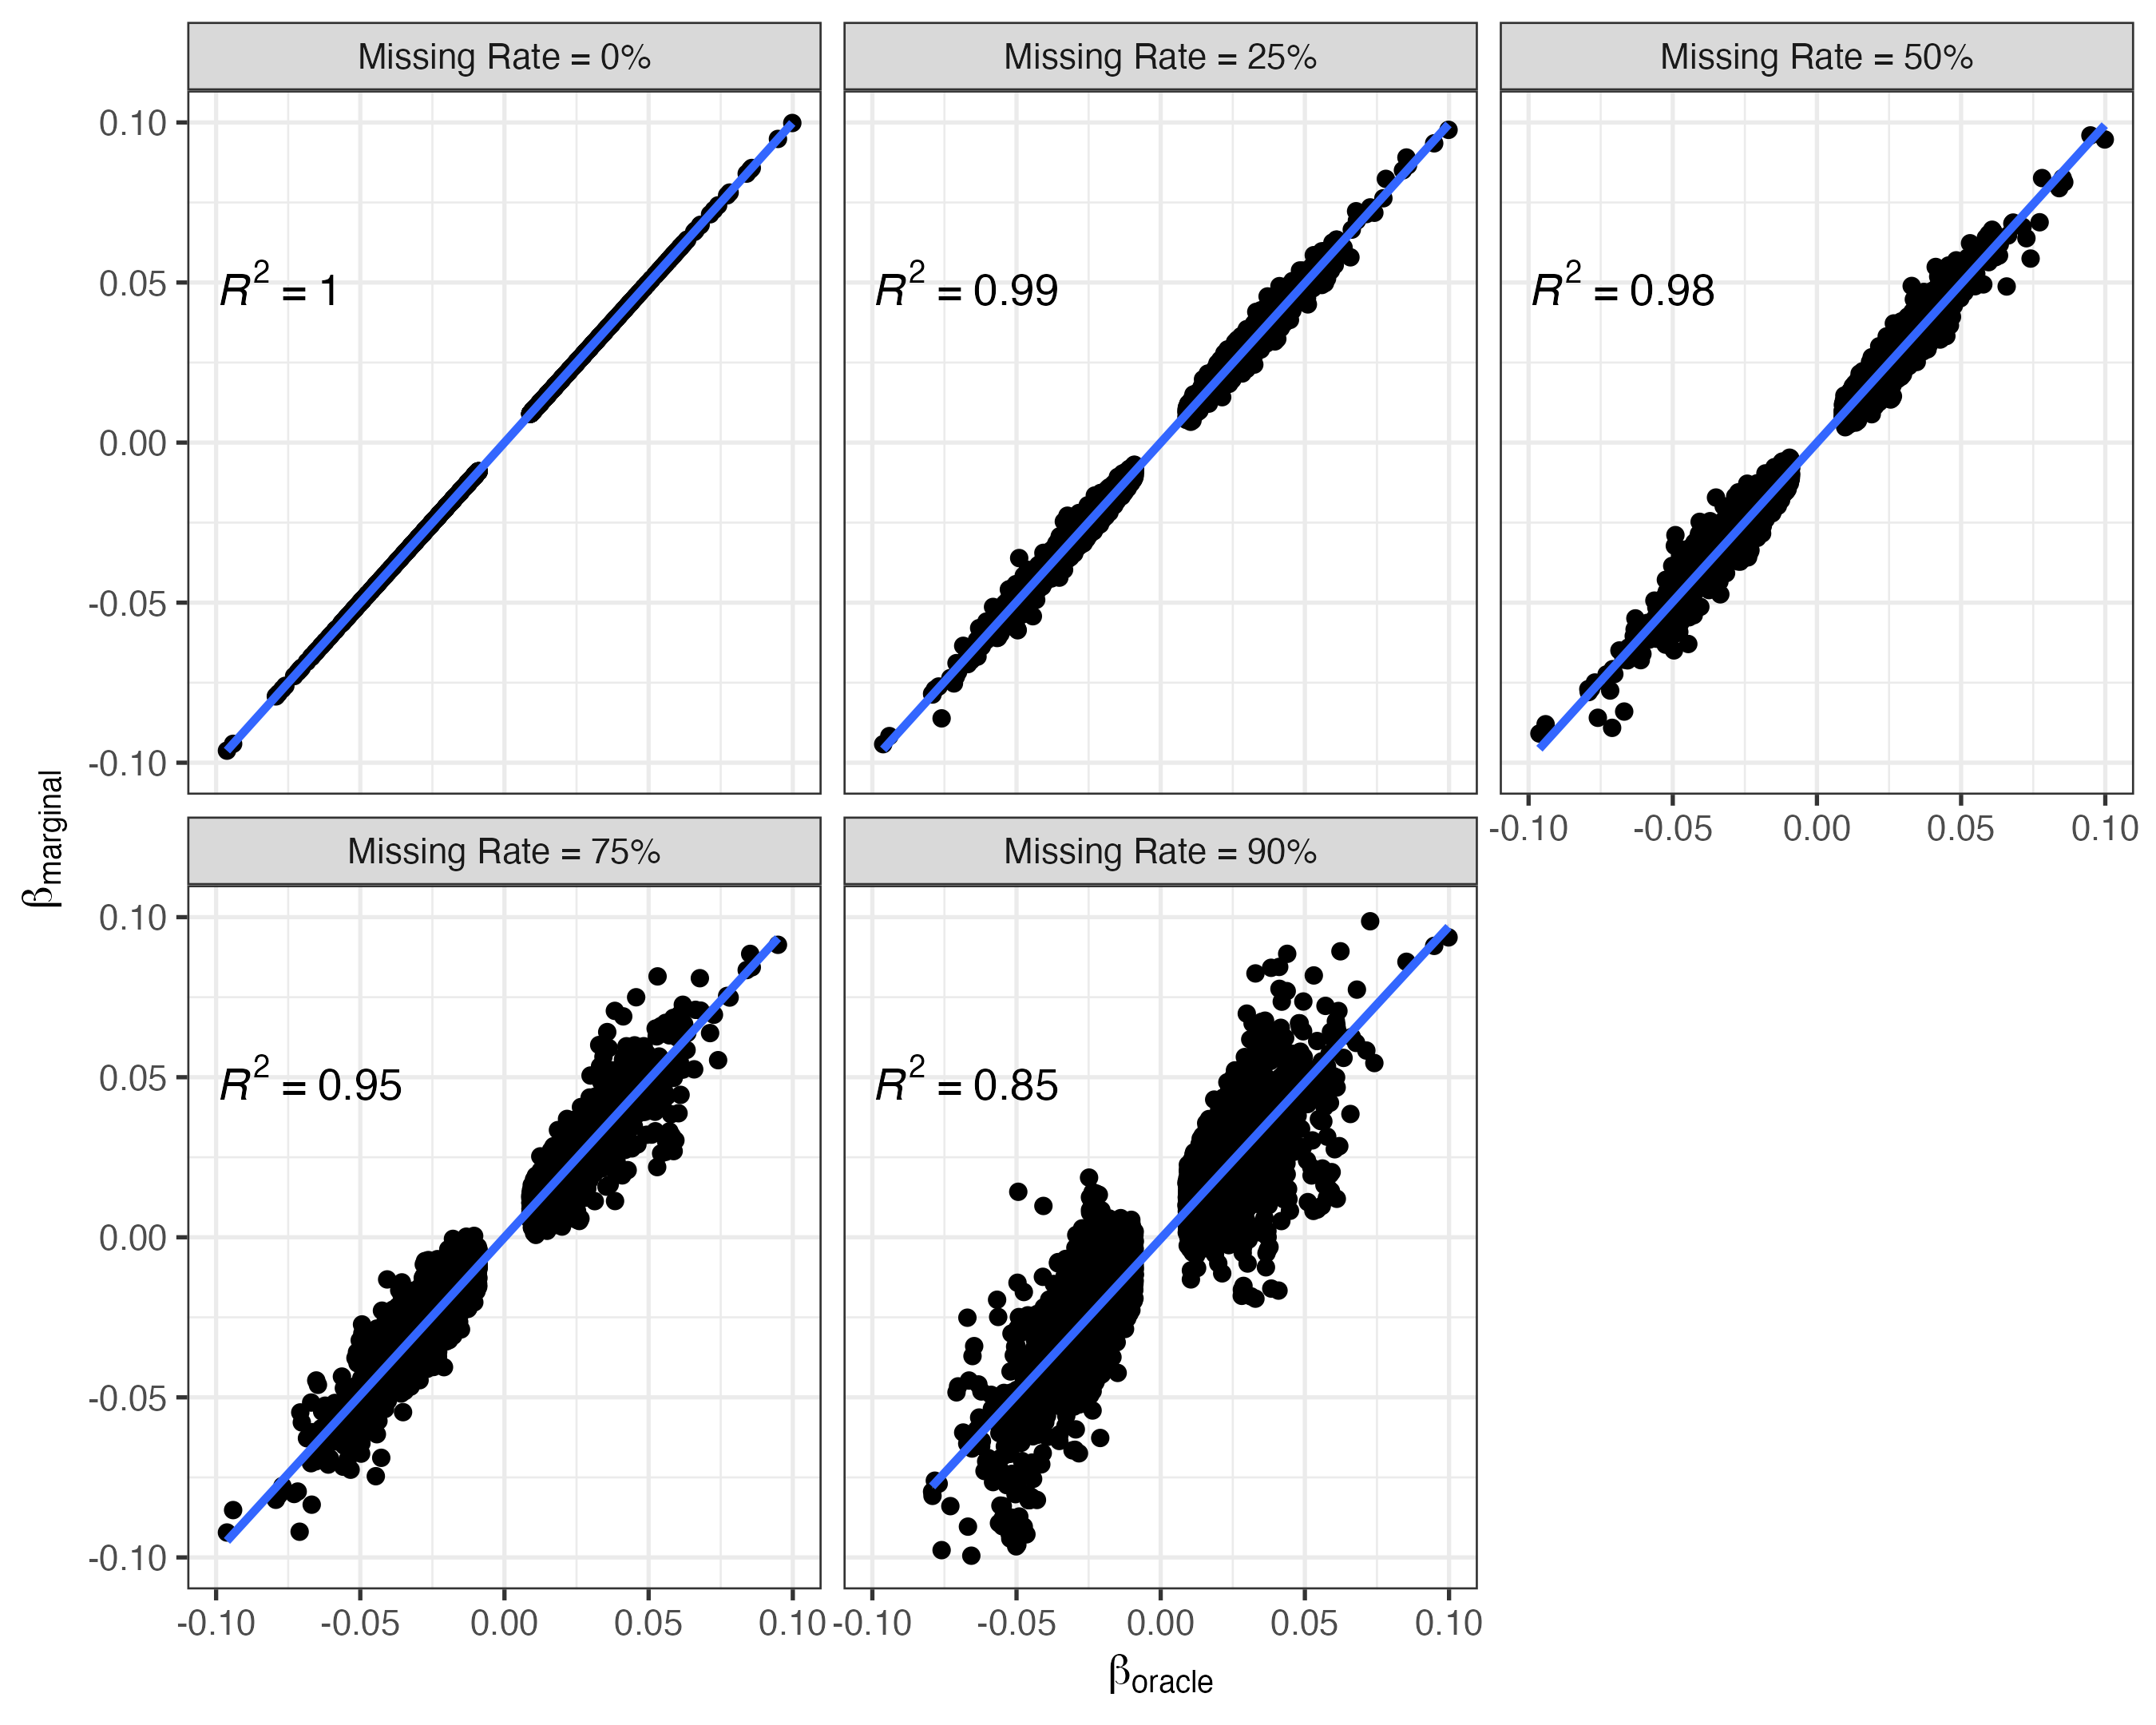 Missing Rate = 0%
Missing Rate = 25%
Missing Rate = 50%
0.10
0.05
0.00
-0.05
-0.10
R² = 1
R² = 0.99
R² = 0.98
-0.10 -0.05 0.00 0.05 0.10
βmarginal
Missing Rate = 75%
Missing Rate = 90%
0.10
0.05
0.00
-0.05
-0.10
R² = 0.95
R² = 0.85
-0.10 -0.05 0.00 0.05 0.10
-0.10 -0.05 0.00 0.05 0.10
βoracle